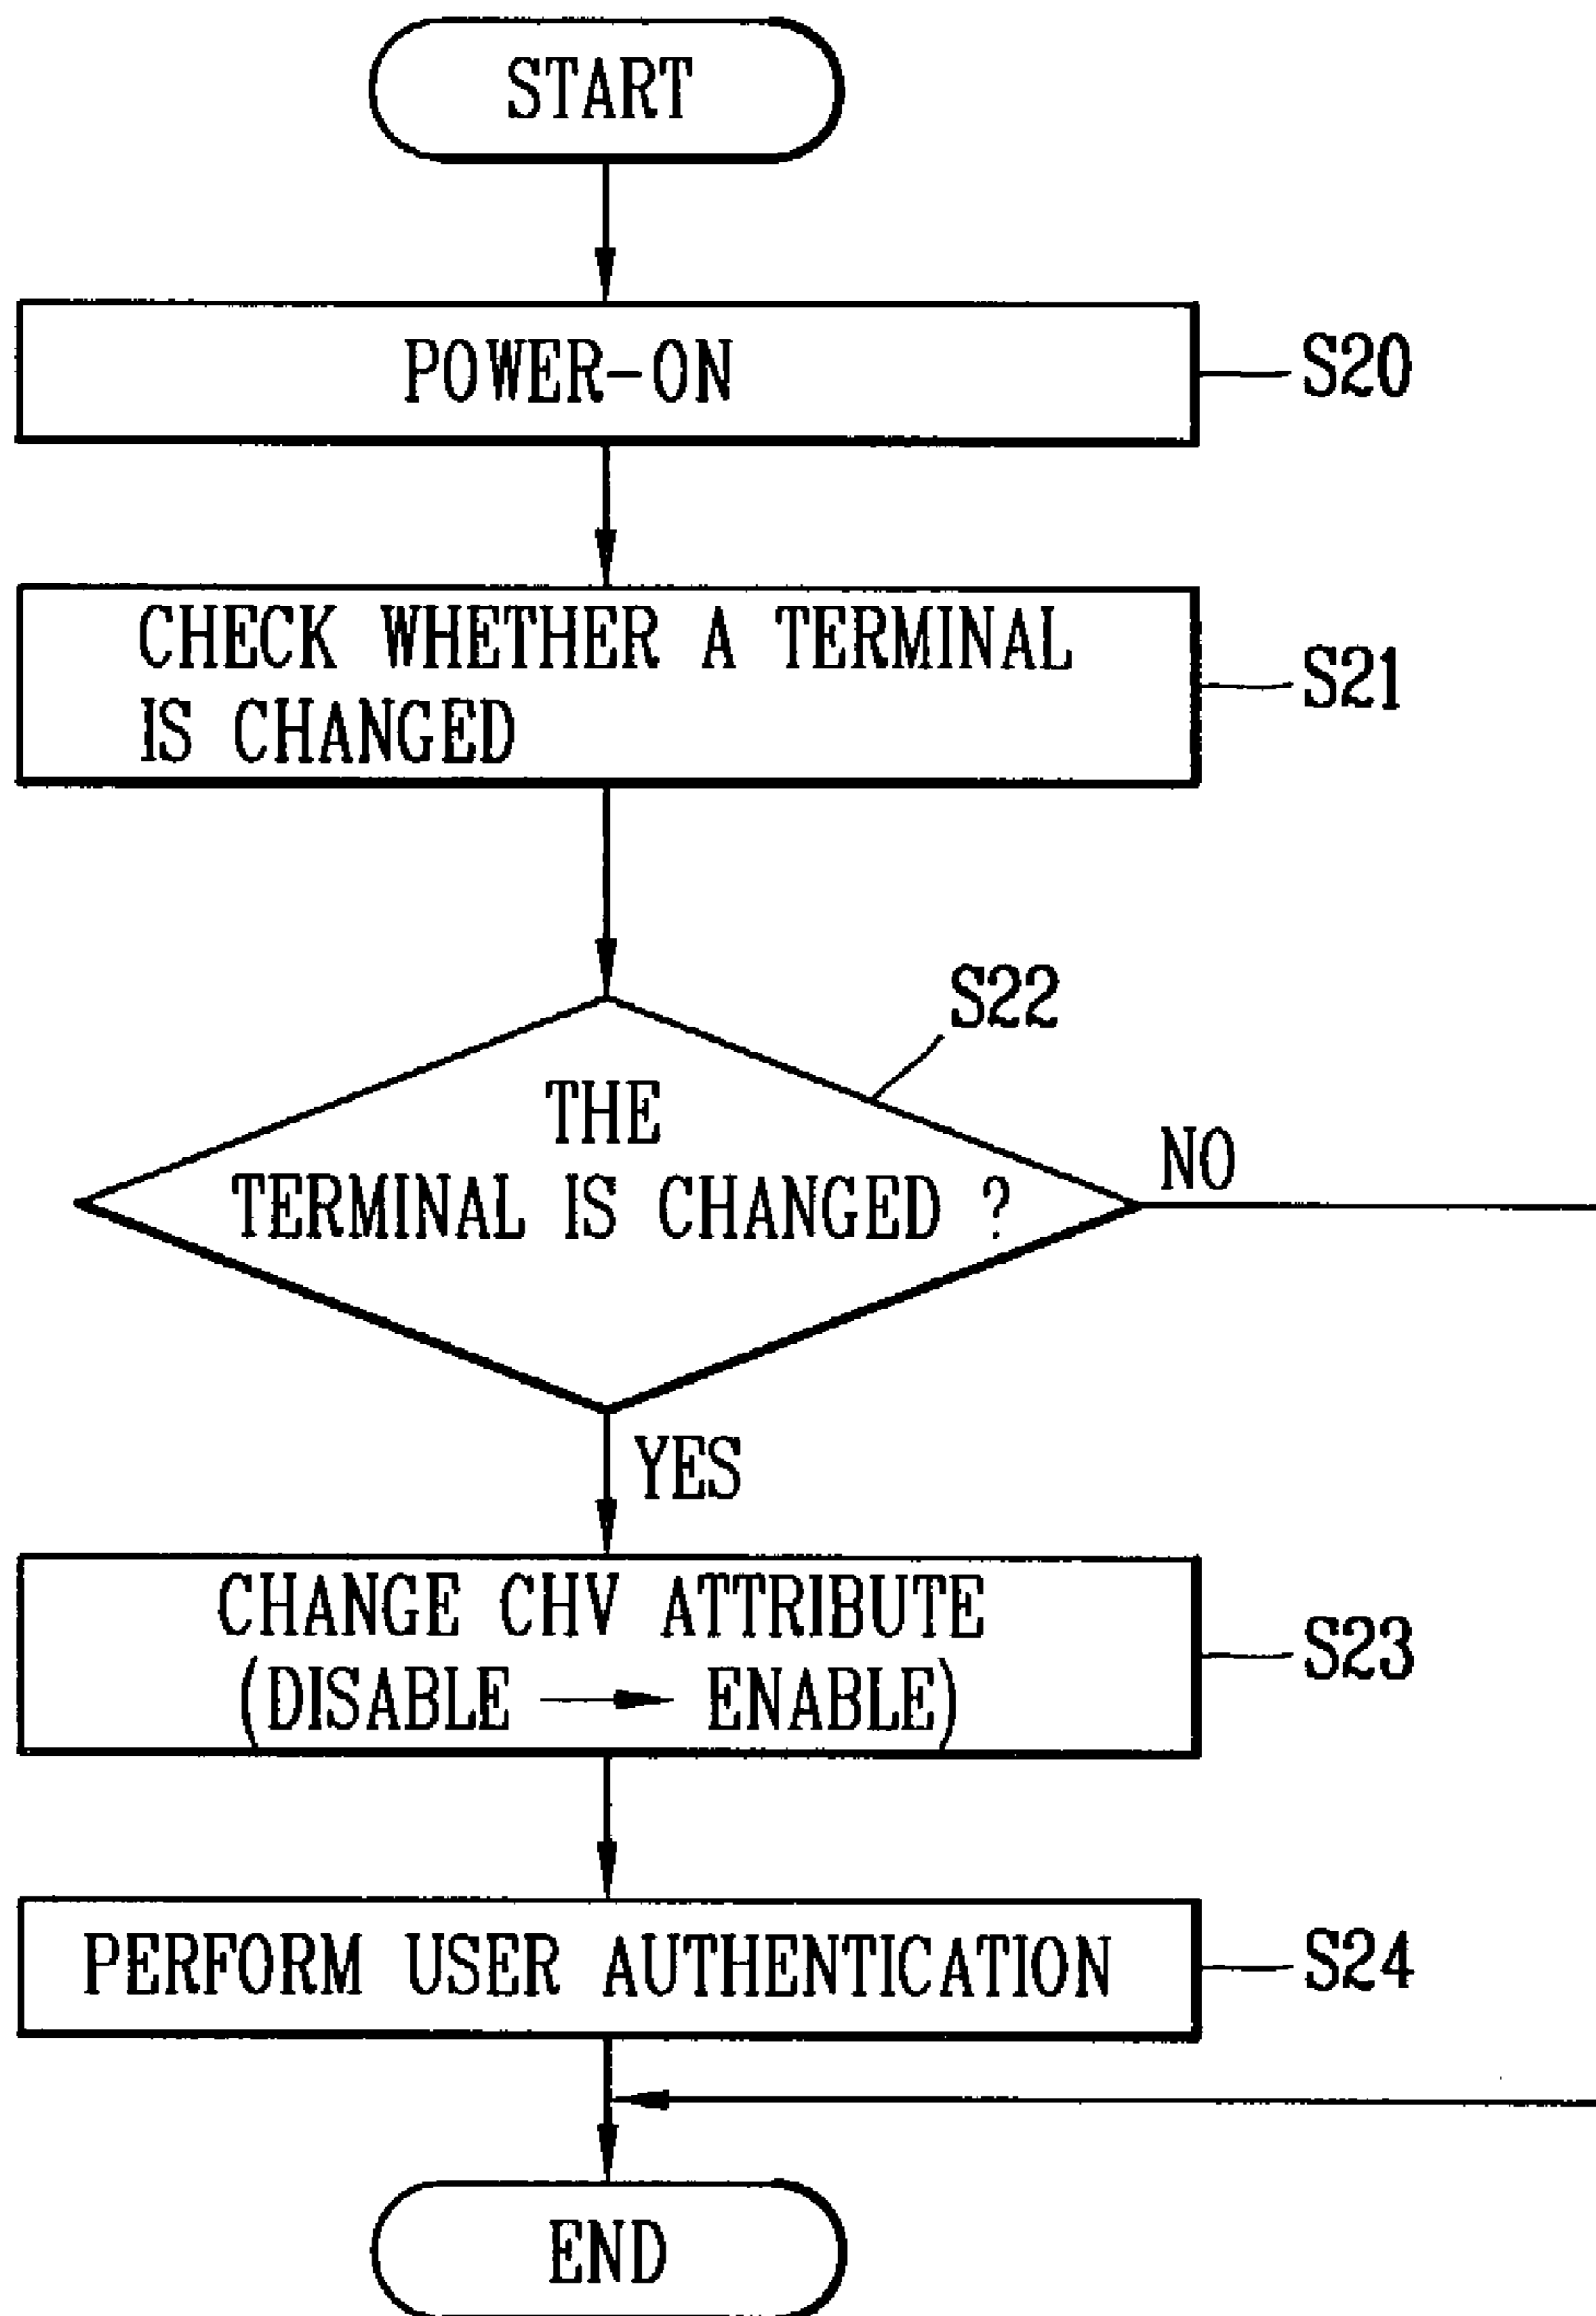 START
POWER-ON
S20
CHECK WHETHER A TERMINAL
IS CHANGED
S21
S22
THE
TERMINAL IS CHANGED ?
NO
YES
CHANGE CHV ATTRIBUTE
(DISABLE → ENABLE)
S23
PERFORM USER AUTHENTICATION
S24
END